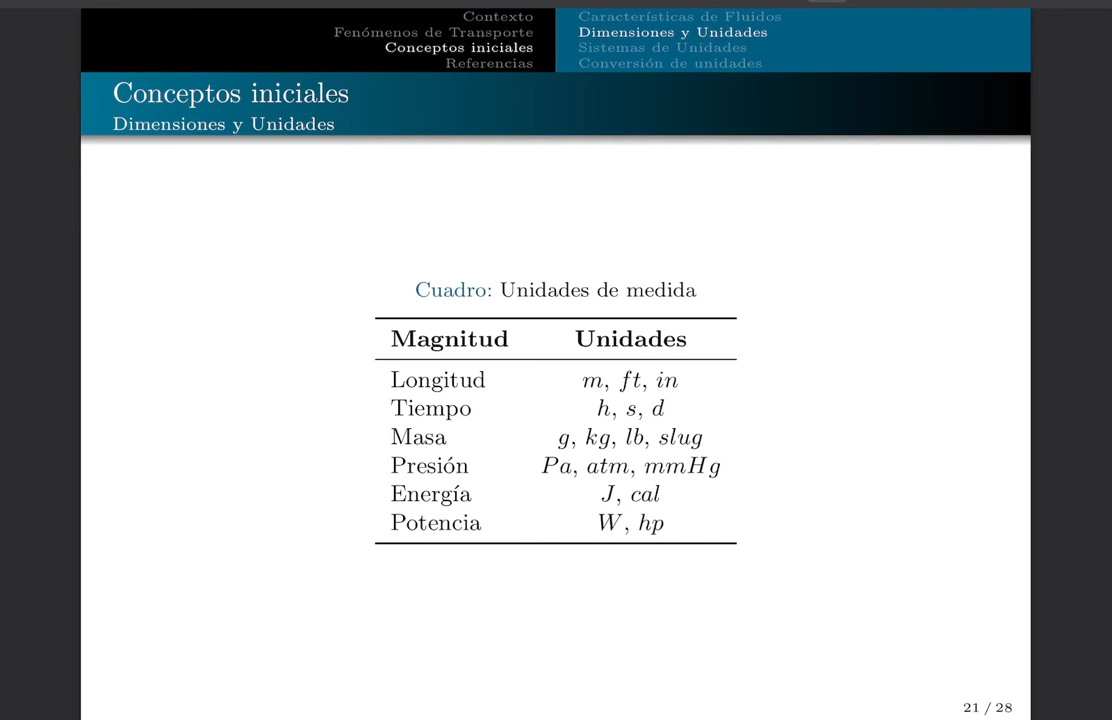 Contexto
Fenómenos de Transporte
Conceptos iniciales
Referencias
Características de Fluidos
Dimensiones y Unidades
Sistemas de Unidades
Conversión de unidades
Conceptos iniciales
Dimensiones y Unidades
Cuadro: Unidades de medida
Magnitud Unidades
Longitud m, ft, in
Tiempo h, s, d
Masa g, kg, lb, slug
Presión Pa, atm, mmHg
Energía J, cal
Potencia W, hp
21 / 28